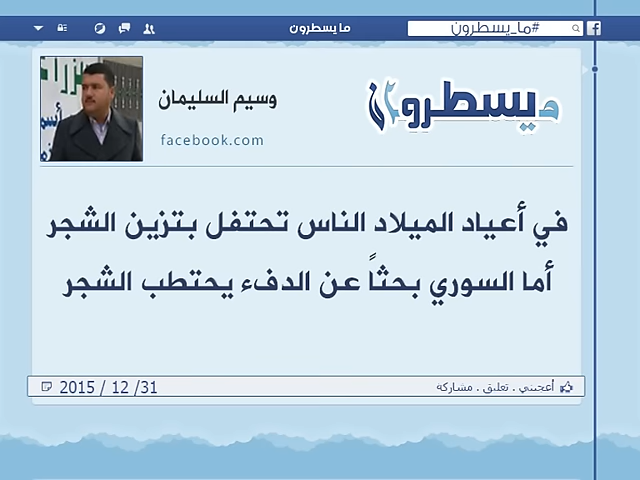 #ما_يسطرون
ما يسطرون
ما يسطرون
وسيم السليمان
facebook.com
في أعياد الميلاد الناس تحتفل بتزين الشجر
أما السوري بحثاً عن الدفء يحتطب الشجر
أعجبني . تعليق . مشاركه
2015 / 12 /31